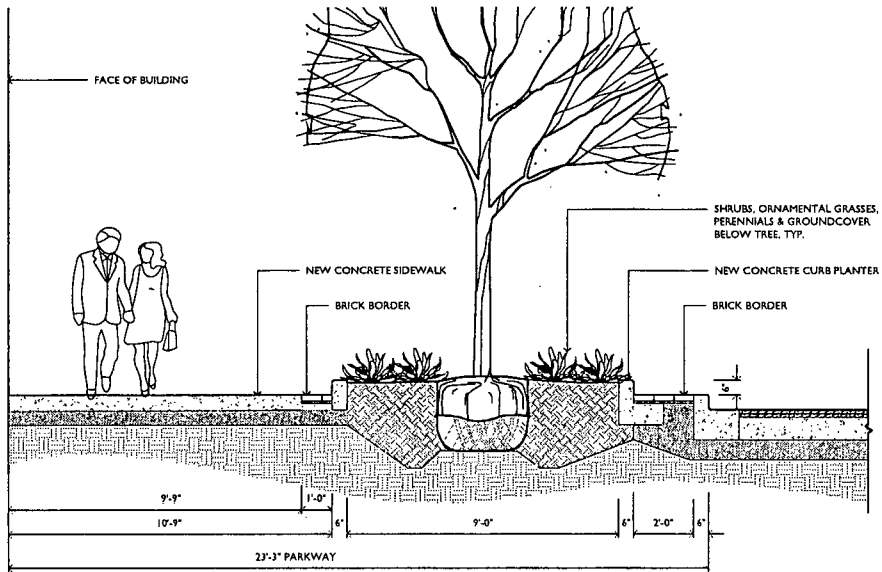 FACE OF BUILDING
SHRUBS, ORNAMENTAL GRASSES,
PERENNIALS & GROUNDCOVER
BELOW TREE, TYP.
NEW CONCRETE SIDEWALK
NEW CONCRETE CURB PLANTER
BRICK BORDER
BRICK BORDER
6"
9'-9"
1'-0"
10'-9"
6"
9'-0"
6"
2'-0"
6"
23'-3" PARKWAY